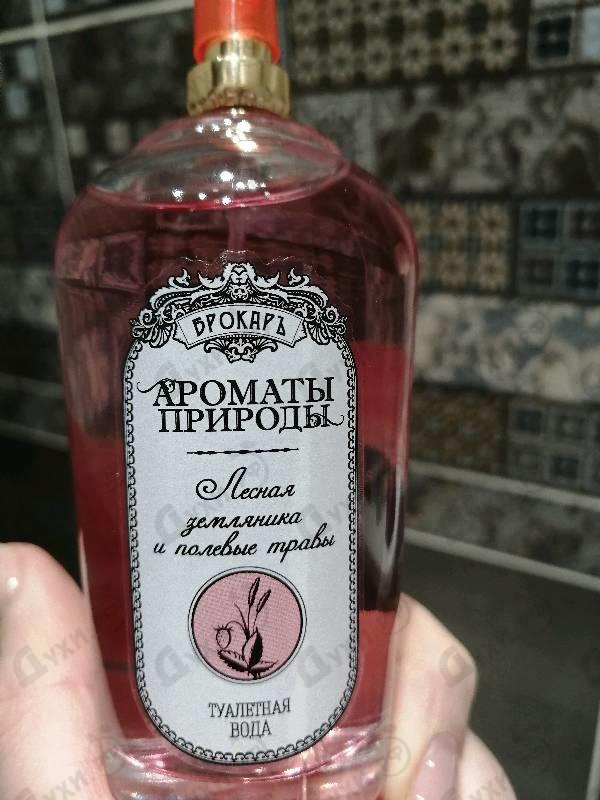 БРОКАРЪ
АРОМАТЫ
ПРИРОДЫ
Лесная
земляника
и полевые травы
ТУАЛЕТНАЯ
ВОДА